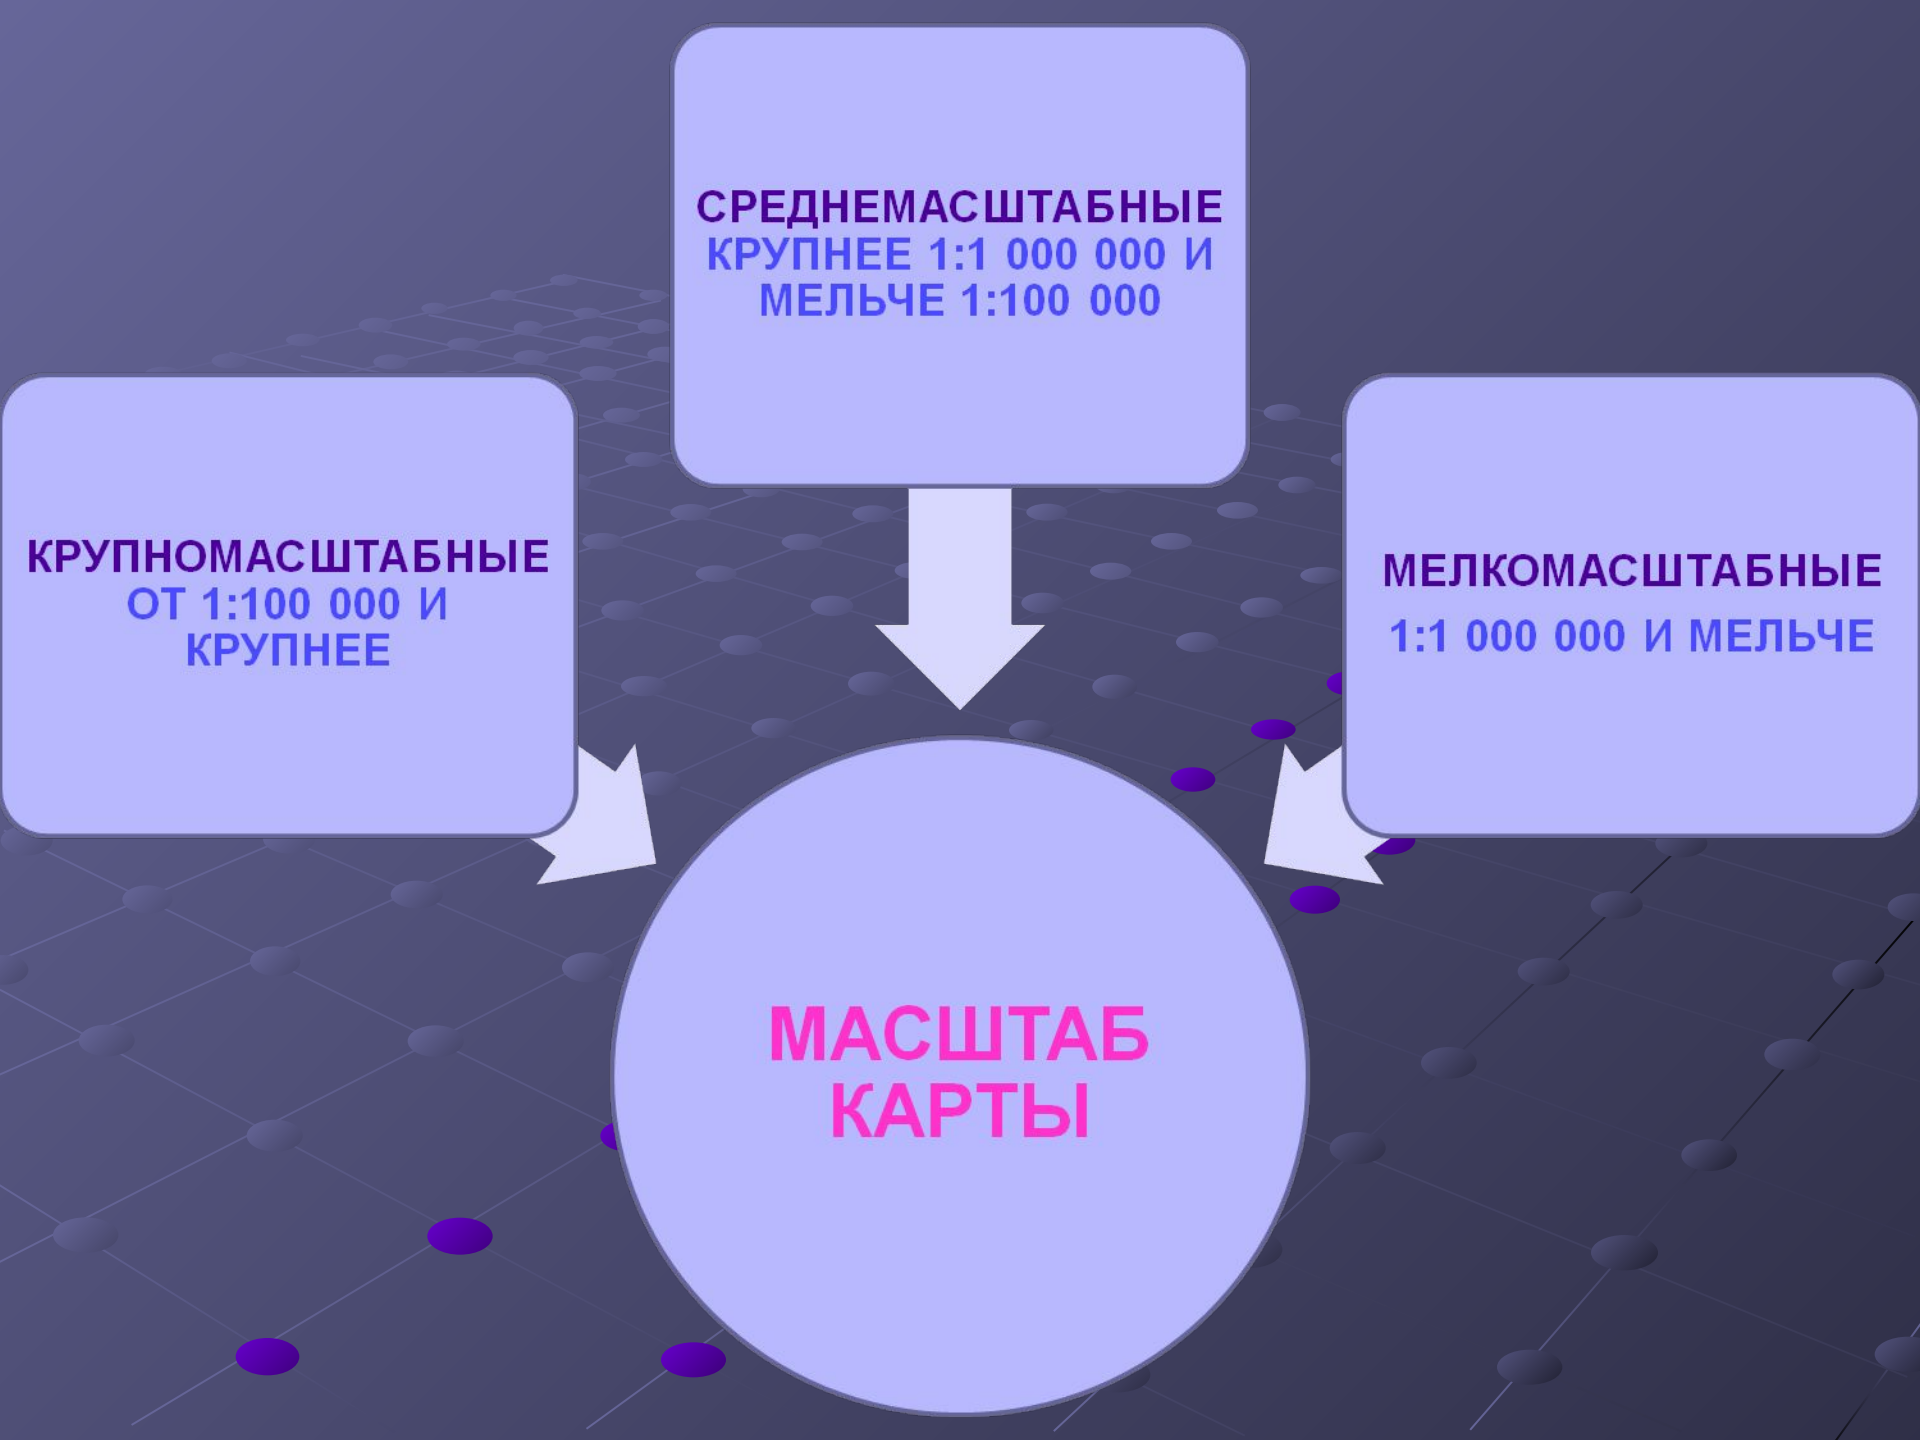 СРЕДНЕМАСШТАБНЫЕ
КРУПНЕЕ 1:1 000 000 И
МЕЛЬЧЕ 1:100 000
КРУПНОМАСШТАБНЫЕ
ОТ 1:100 000 И
КРУПНЕЕ
МЕЛКОМАСШТАБНЫЕ
1:1 000 000 И МЕЛЬЧЕ
МАСШТАБ
КАРТЫ